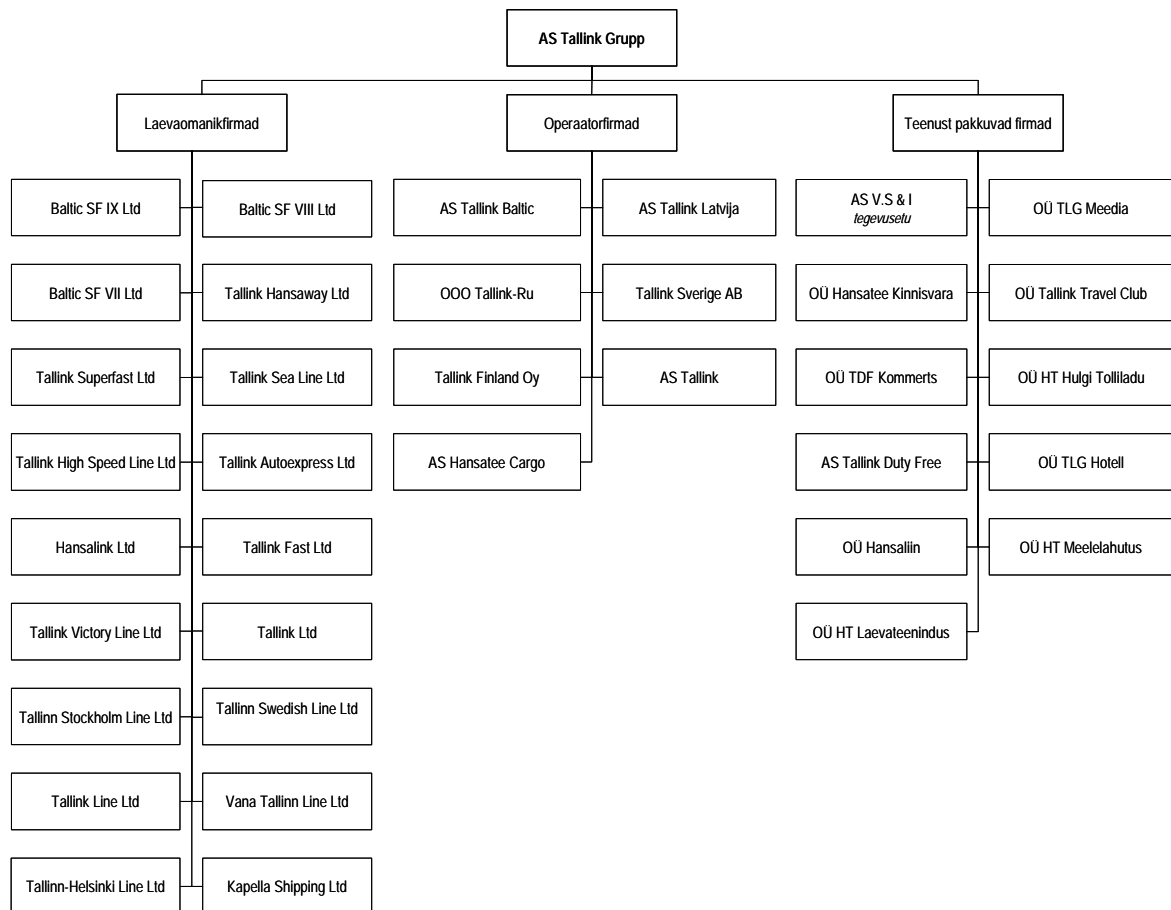 AS Tallink Grupp
Laevaomanikfirmad
Operaatorfirmad
Teenust pakkuvad firmad
Baltic SF IX Ltd
Baltic SF VIII Ltd
AS Tallink Baltic
AS Tallink Latvija
AS V.S & I
tegevusetu
OÜ TLG Meedia
Baltic SF VII Ltd
Tallink Hansaway Ltd
OOO Tallink-Ru
Tallink Sverige AB
OÜ Hansatee Kinnisvara
OÜ Tallink Travel Club
Tallink Superfast Ltd
Tallink Sea Line Ltd
Tallink Finland Oy
AS Tallink
OÜ TDF Kommerts
OÜ HT Hulgi Tolliladu
Tallink High Speed Line Ltd
Tallink Autoexpress Ltd
AS Hansatee Cargo
AS Tallink Duty Free
OÜ TLG Hotell
Hansalink Ltd
Tallink Fast Ltd
OÜ Hansaliin
OÜ HT Meelelahutus
Tallink Victory Line Ltd
Tallink Ltd
OÜ HT Laevateenindus
Tallinn Stockholm Line Ltd
Tallinn Swedish Line Ltd
Tallink Line Ltd
Vana Tallinn Line Ltd
Tallinn-Helsinki Line Ltd
Kapella Shipping Ltd